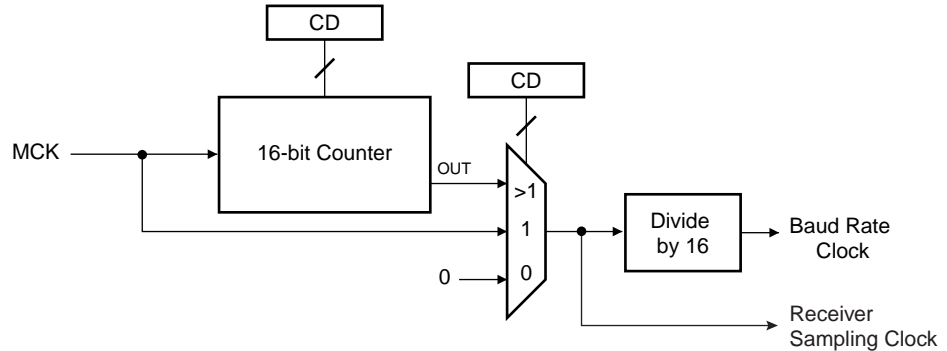 CD
CD
MCK
16-bit Counter
OUT
>1
1
0
0
Divide
by 16
Baud Rate
Clock
Receiver
Sampling Clock